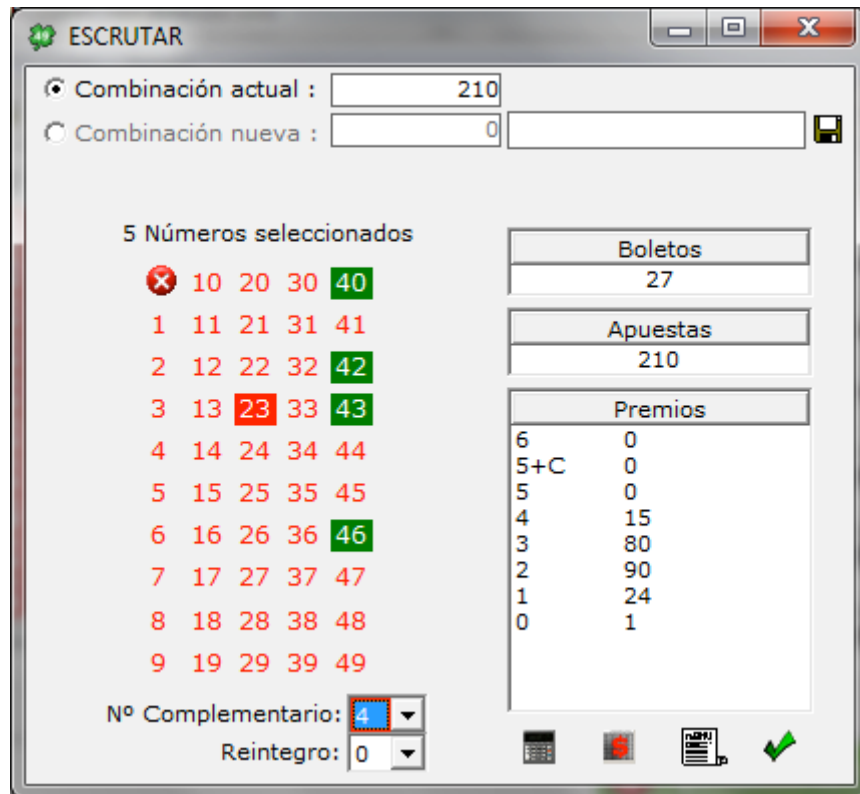 ESCRUTAR
Combinación actual : 210
Combinación nueva : 0
5 Números seleccionados
10 20 30 40
1 11 21 31 41
2 12 22 32 42
3 13 23 33 43
4 14 24 34 44
5 15 25 35 45
6 16 26 36 46
7 17 27 37 47
8 18 28 38 48
9 19 29 39 49
Nº Complementario: 4
Reintegro: 0
Boletos
27
Apuestas
210
Premios
6 0
5+C 0
5 0
4 15
3 80
2 90
1 24
0 1